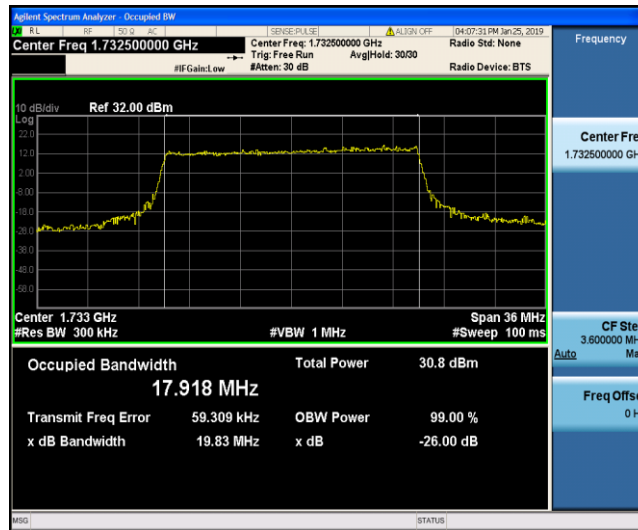 Agilent Spectrum Analyzer - Occupied BW
RL RF 50 Ω AC SENSE:PULSE ALIGN OFF 04:07:31 PM Jan 25, 2019
Center Freq 1.732500000 GHz
Center Freq: 1.732500000 GHz
Radio Std: None
Trig: Free Run Avg|Hold: 30/30
#IFGain:Low #Atten: 30 dB Radio Device: BTS
Frequency
10 dB/div Ref 32.00 dBm
Log
22.0
12.0
2.00
-8.00
-18.0
-28.0
-38.0
-48.0
-58.0
Center 1.733 GHz Span 36 MHz
#Res BW 300 kHz #VBW 1 MHz #Sweep 100 ms
Occupied Bandwidth Total Power 30.8 dBm
17.918 MHz
Transmit Freq Error 59.309 kHz OBW Power 99.00 %
x dB Bandwidth 19.83 MHz x dB -26.00 dB
Center Fre
1.732500000 GH
CF Ste
3.600000 MH
Auto Ma
Freq Offs
0 H
MSG STATUS